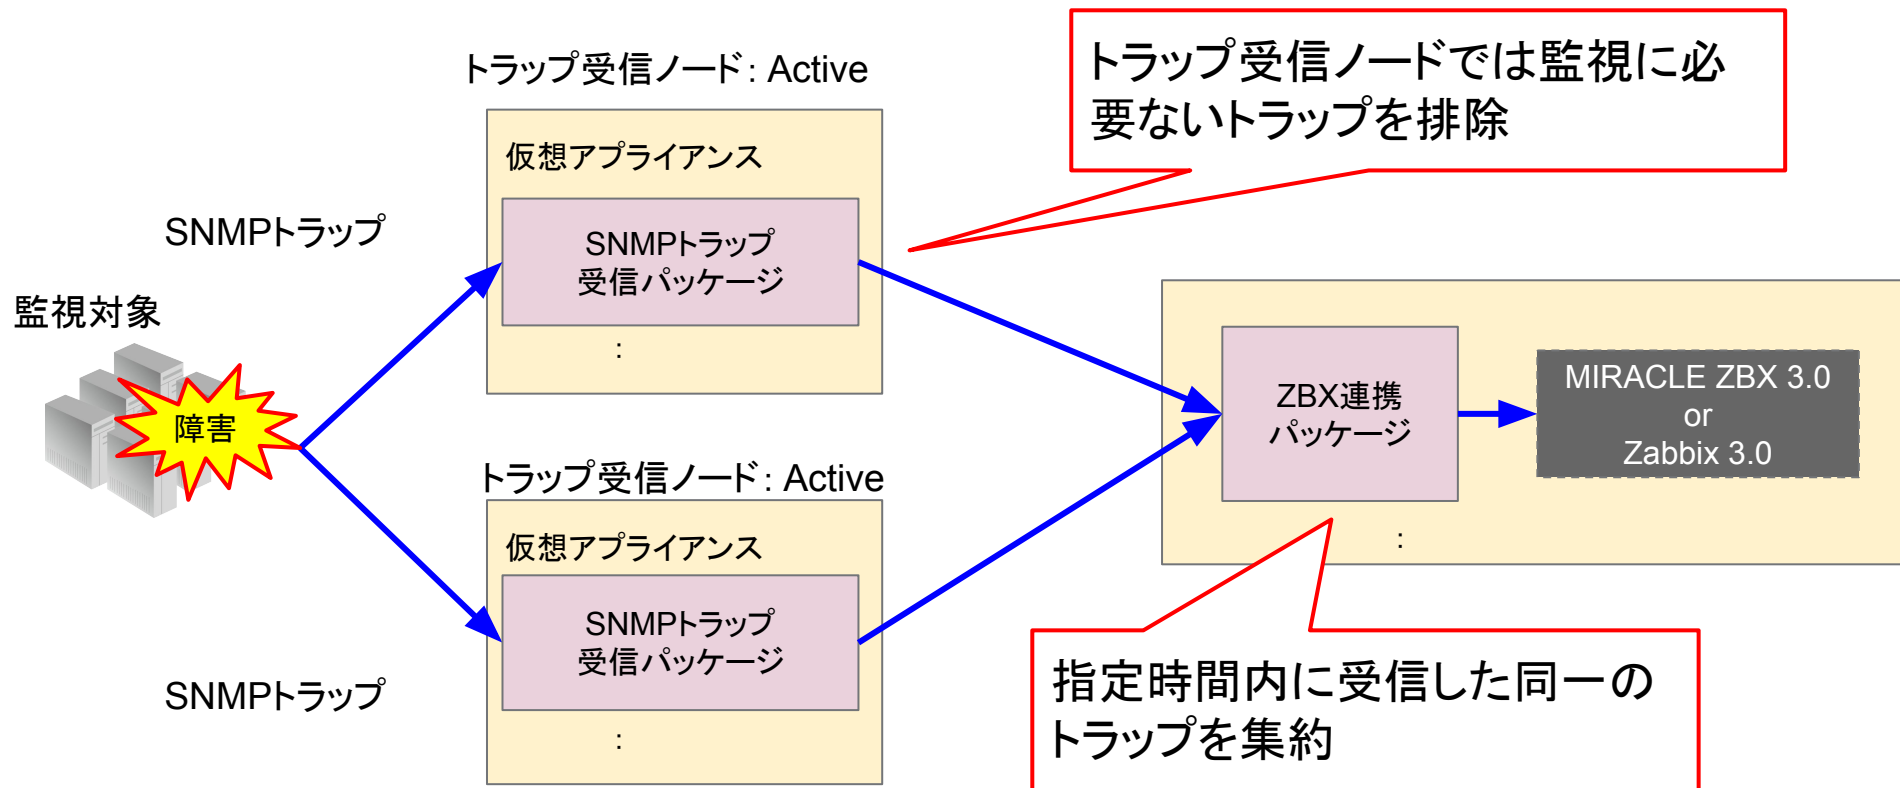 トラップ受信ノード: Active
トラップ受信ノードでは監視に必
要ないトラップを排除
仮想アプライアンス
SNMPトラップ
SNMPトラップ
受信パッケージ
:
監視対象
障害
ZBX連携
パッケージ
:
MIRACLE ZBX 3.0
or
Zabbix 3.0
トラップ受信ノード: Active
仮想アプライアンス
SNMPトラップ
受信パッケージ
:
SNMPトラップ
指定時間内に受信した同一の
トラップを集約